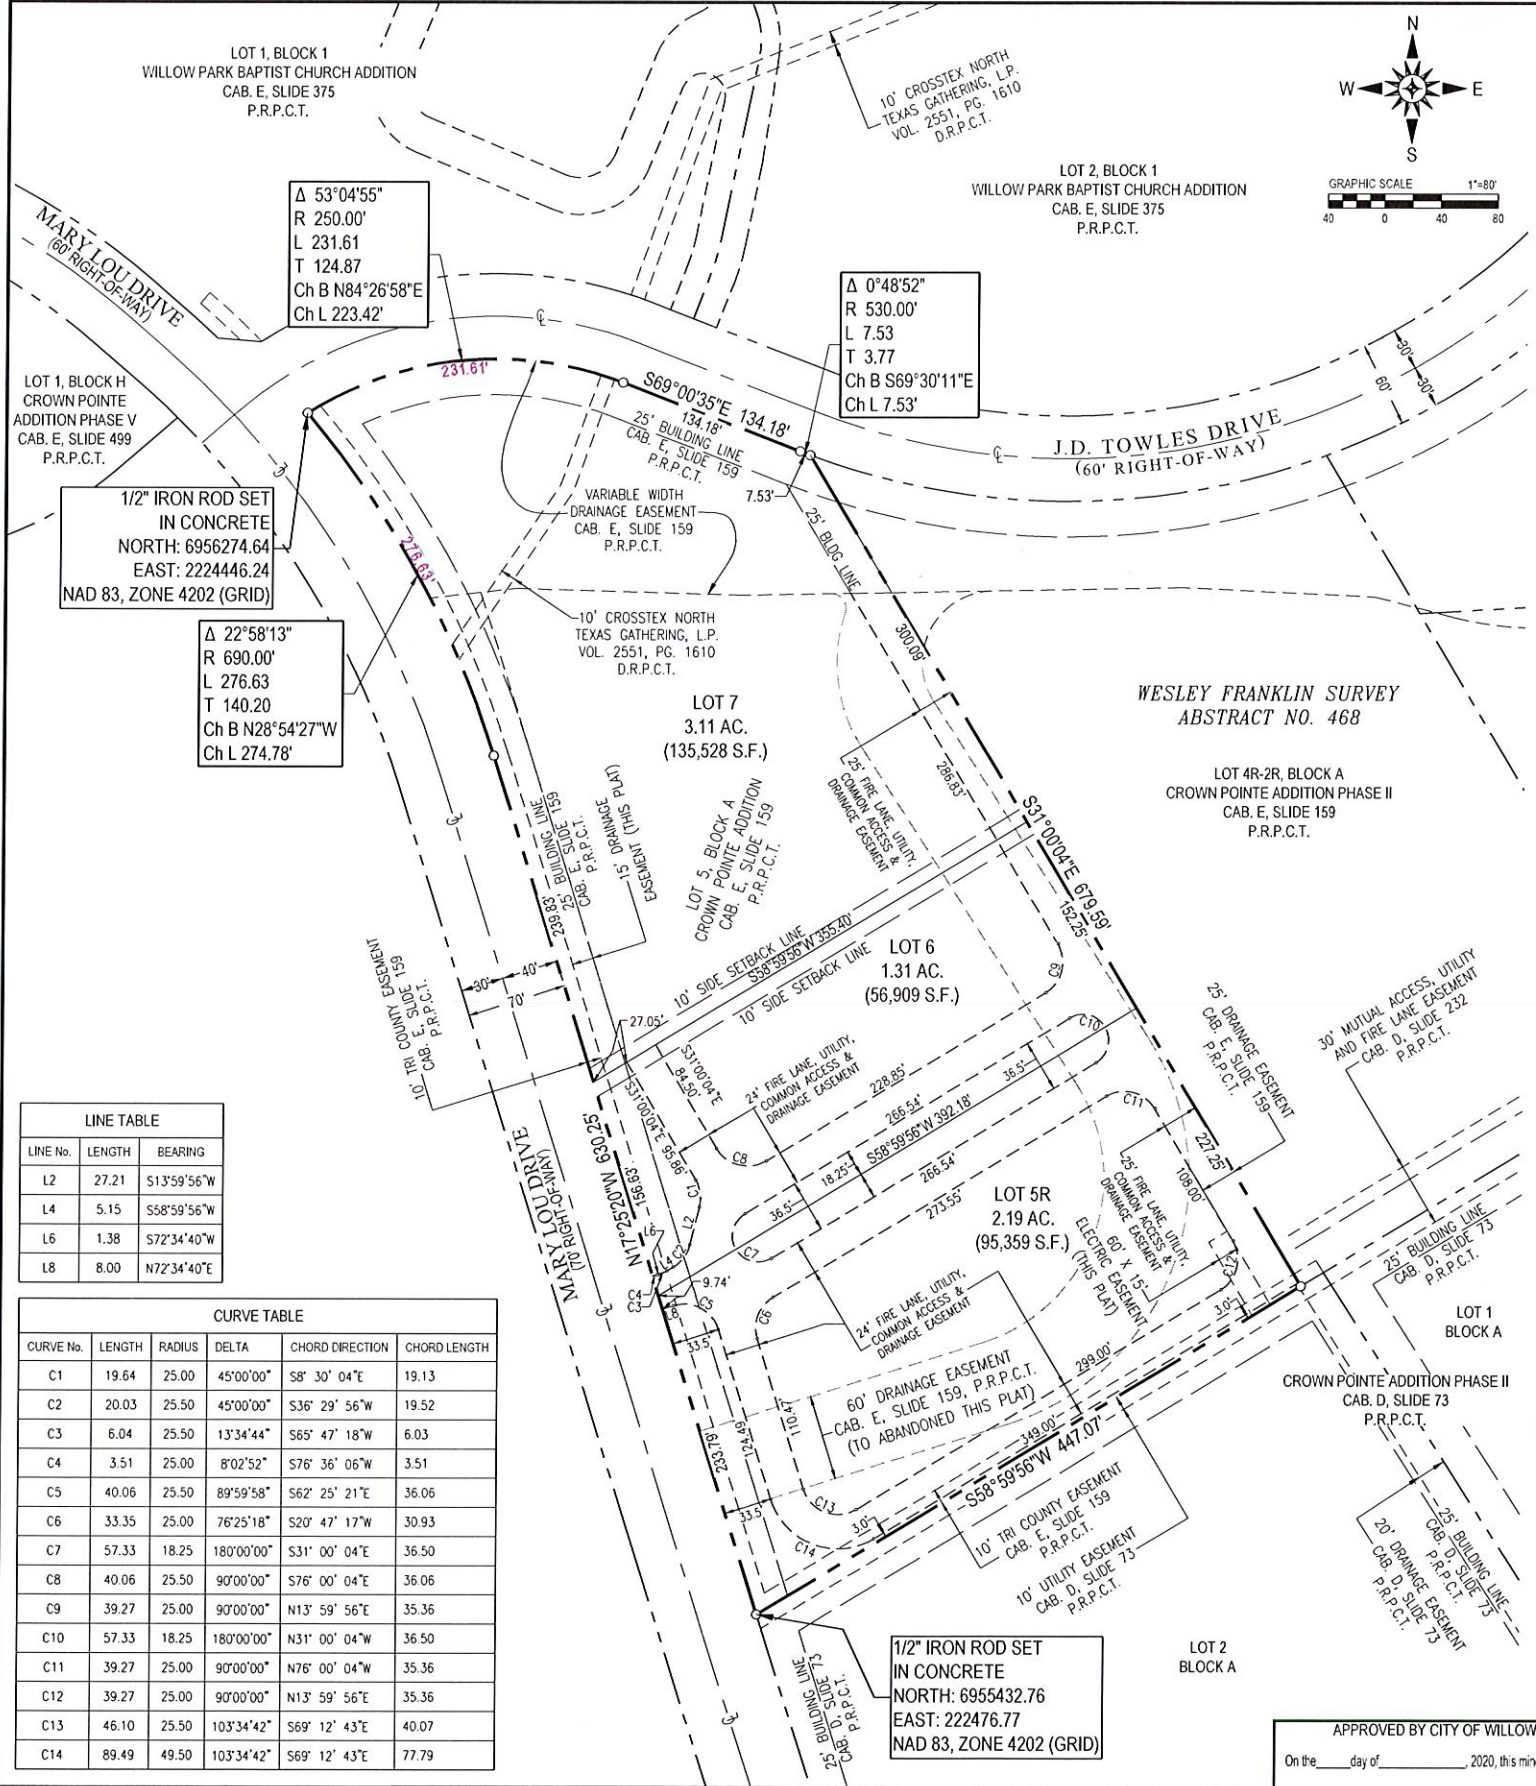 LOT 1, BLOCK 1
WILLOW PARK BAPTIST CHURCH ADDITION
CAB. E, SLIDE 375
P.R.P.C.T.
10' CROSSTEX NORTH
TEXAS GATHERING, L.P.
VOL. 2551, PG. 1610
D.R.P.C.T.
N
W
E
S
GRAPHIC SCALE 1"=80'
40 0 40 80
LOT 2, BLOCK 1
WILLOW PARK BAPTIST CHURCH ADDITION
CAB. E, SLIDE 375
P.R.P.C.T.
MARY LOU DRIVE
(60' RIGHT-OF-WAY)
Δ 53°04'55"
R 250.00'
L 231.61
T 124.87
Ch B N84°26'58"E
Ch L 223.42'
Δ 0°48'52"
R 530.00'
L 7.53
T 3.77
Ch B S69°30'11"E
Ch L 7.53'
231.61'
S69°00'35"E 134.18'
134.18'
25' BUILDING LINE
CAB. E, SLIDE 159
P.R.P.C.T.
7.53'
30'
30'
60'
J.D. TOWLES DRIVE
(60' RIGHT-OF-WAY)
LOT 1, BLOCK H
CROWN POINTE
ADDITION PHASE V
CAB. E, SLIDE 499
P.R.P.C.T.
1/2" IRON ROD SET
IN CONCRETE
NORTH: 6956274.64
EAST: 2224446.24
NAD 83, ZONE 4202 (GRID)
276.63'
VARIABLE WIDTH
DRAINAGE EASEMENT
CAB. E, SLIDE 159
P.R.P.C.T.
25' BLDG LINE
Δ 22°58'13"
R 690.00'
L 276.63
T 140.20
Ch B N28°54'27"W
Ch L 274.78'
10' CROSSTEX NORTH
TEXAS GATHERING, L.P.
VOL. 2551, PG. 1610
D.R.P.C.T.
300.09'
LOT 7
3.11 AC.
(135,528 S.F.)
WESLEY FRANKLIN SURVEY
ABSTRACT NO. 468
LOT 4R-2R, BLOCK A
CROWN POINTE ADDITION PHASE II
CAB. E, SLIDE 159
P.R.P.C.T.
25' FIRE LANE, UTILITY,
COMMON ACCESS &
DRAINAGE EASEMENT
286.83'
S31°00'04"E 679.59'
152.25'
239.83'
25' BUILDING LINE
CAB. E, SLIDE 159
P.R.P.C.T.
15' DRAINAGE
EASEMENT (THIS PLAT)
LOT 5, BLOCK A
CROWN POINTE ADDITION
CAB. E, SLIDE 159
P.R.P.C.T.
10' SIDE SETBACK LINE
S58°59'56"W 355.40'
10' SIDE SETBACK LINE
LOT 6
1.31 AC.
(56,909 S.F.)
C9
10' TRI COUNTY EASEMENT
CAB. E, SLIDE 159
P.R.P.C.T.
30'
40'
70'
27.05'
S31°00'04"E
84.50'
24' FIRE LANE, UTILITY,
COMMON ACCESS &
DRAINAGE EASEMENT
228.85'
C10
36.5'
266.54'
S58°59'56"W 392.18'
25' DRAINAGE EASEMENT
CAB. E, SLIDE 159
P.R.P.C.T.
30' MUTUAL ACCESS, UTILITY
AND FIRE LANE EASEMENT
CAB. D, SLIDE 232
P.R.P.C.T.
LINE TABLE
LINE No. LENGTH BEARING
L2 27.21 S13°59'56"W
L4 5.15 S58°59'56"W
L6 1.38 S72°34'40"W
L8 8.00 N72°34'40"E
MARY LOU DRIVE
(70' RIGHT-OF-WAY)
N17°25'20"W 630.25'
156.63'
S31°00'04"E 98.96'
C1
L2
C2
L4
L6
C8
18.25'
266.54'
36.5'
C7
273.55'
C11
227.25'
108.00'
LOT 5R
2.19 AC.
(95,359 S.F.)
25' FIRE LANE, UTILITY,
COMMON ACCESS &
DRAINAGE EASEMENT
60' X 15'
ELECTRIC EASEMENT
(THIS PLAT)
3.0'
C4
C3
L8
9.74'
C5
33.5'
C6
24' FIRE LANE, UTILITY,
COMMON ACCESS &
DRAINAGE EASEMENT
25' BUILDING LINE
CAB. D, SLIDE 73
P.R.P.C.T.
LOT 1
BLOCK A
CROWN POINTE ADDITION PHASE II
CAB. D, SLIDE 73
P.R.P.C.T.
CURVE TABLE
CURVE No. LENGTH RADIUS DELTA CHORD DIRECTION CHORD LENGTH
C1 19.64 25.00 45°00'00" S8° 30' 04"E 19.13
C2 20.03 25.50 45°00'00" S36° 29' 56"W 19.52
C3 6.04 25.50 13°34'44" S65° 47' 18"W 6.03
C4 3.51 25.00 8°02'52" S76° 36' 06"W 3.51
C5 40.06 25.50 89°59'58" S62° 25' 21"E 36.06
C6 33.35 25.00 76°25'18" S20° 47' 17"W 30.93
C7 57.33 18.25 180°00'00" S31° 00' 04"E 36.50
C8 40.06 25.50 90°00'00" S76° 00' 04"E 36.06
C9 39.27 25.00 90°00'00" N13° 59' 56"E 35.36
C10 57.33 18.25 180°00'00" N31° 00' 04"W 36.50
C11 39.27 25.00 90°00'00" N76° 00' 04"W 35.36
C12 39.27 25.00 90°00'00" N13° 59' 56"E 35.36
C13 46.10 25.50 103°34'42" S69° 12' 43"E 40.07
C14 89.49 49.50 103°34'42" S69° 12' 43"E 77.79
299.00'
60' DRAINAGE EASEMENT
CAB. E, SLIDE 159, P.R.P.C.T.
(TO ABANDONED THIS PLAT)
110.47'
124.49'
233.79'
349.00'
S58°59'56"W 447.07'
33.5'
C13
C14
3.0'
10' TRI COUNTY EASEMENT
CAB. E, SLIDE 159
P.R.P.C.T.
10' UTILITY EASEMENT
CAB. D, SLIDE 73
P.R.P.C.T.
25' BUILDING LINE
CAB. D, SLIDE 73
P.R.P.C.T.
20' DRAINAGE EASEMENT
CAB. D, SLIDE 73
P.R.P.C.T.
25' BUILDING LINE
CAB. D, SLIDE 73
P.R.P.C.T.
1/2" IRON ROD SET
IN CONCRETE
NORTH: 6955432.76
EAST: 222476.77
NAD 83, ZONE 4202 (GRID)
LOT 2
BLOCK A
APPROVED BY CITY OF WILLOW
On the day of , 2020, this